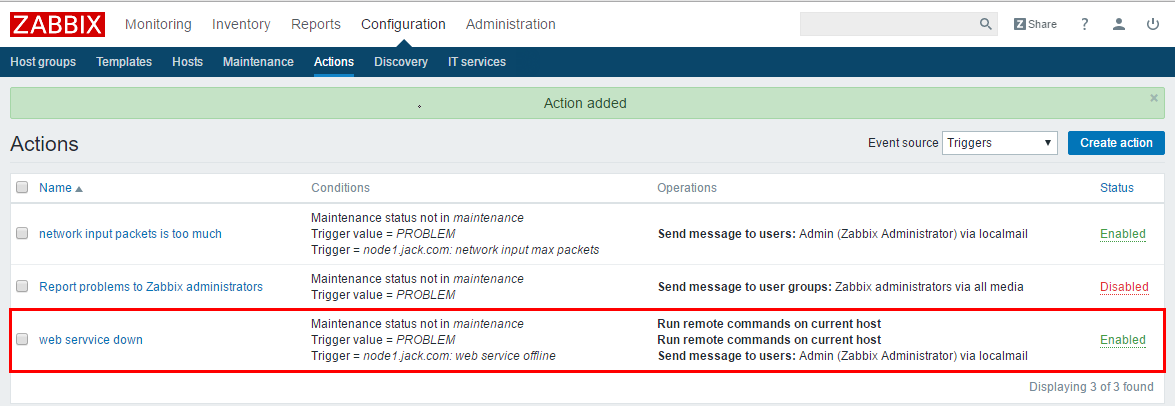 ZABBIX Monitoring Inventory Reports Configuration Administration Z Share ?
Host groups Templates Hosts Maintenance Actions Discovery IT services
Action added ×
Actions Event source Triggers ▼ Create action
Name ▲ Conditions Operations Status
Maintenance status not in maintenance
network input packets is too much Trigger value = PROBLEM Send message to users: Admin (Zabbix Administrator) via localmail Enabled
Trigger = node1.jack.com: network input max packets
Maintenance status not in maintenance
Report problems to Zabbix administrators Send message to user groups: Zabbix administrators via all media Disabled
Trigger value = PROBLEM
Maintenance status not in maintenance Run remote commands on current host
web servvice down Trigger value = PROBLEM Run remote commands on current host Enabled
Trigger = node1.jack.com: web service offline Send message to users: Admin (Zabbix Administrator) via localmail
Displaying 3 of 3 found